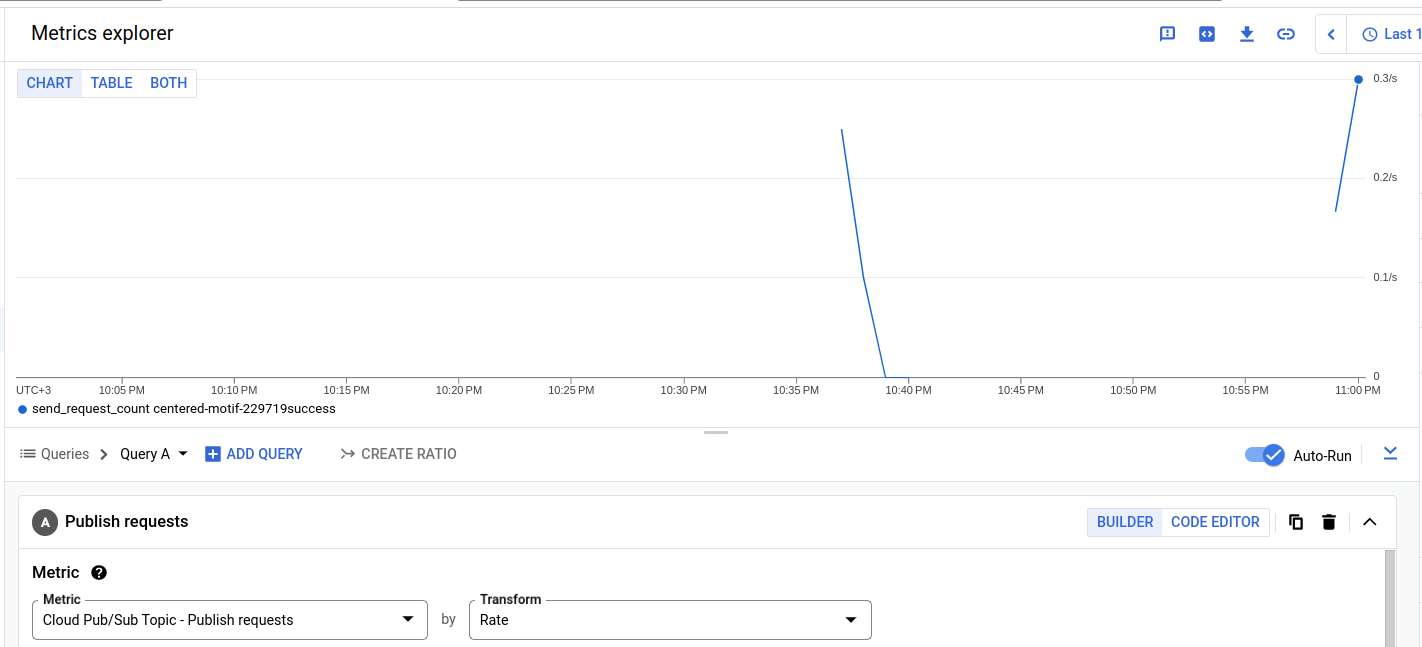 Metrics explorer
Last 1
CHART TABLE BOTH
0.3/s
0.2/s
0.1/s
0
UTC+3 10:05 PM 10:10 PM 10:15 PM 10:20 PM 10:25 PM 10:30 PM 10:35 PM 10:40 PM 10:45 PM 10:50 PM 10:55 PM 11:00 PM
send_request_count centered-motif-229719success
Queries Query A ADD QUERY CREATE RATIO Auto-Run
A Publish requests BUILDER CODE EDITOR
Metric ?
Metric Transform
Cloud Pub/Sub Topic - Publish requests by Rate